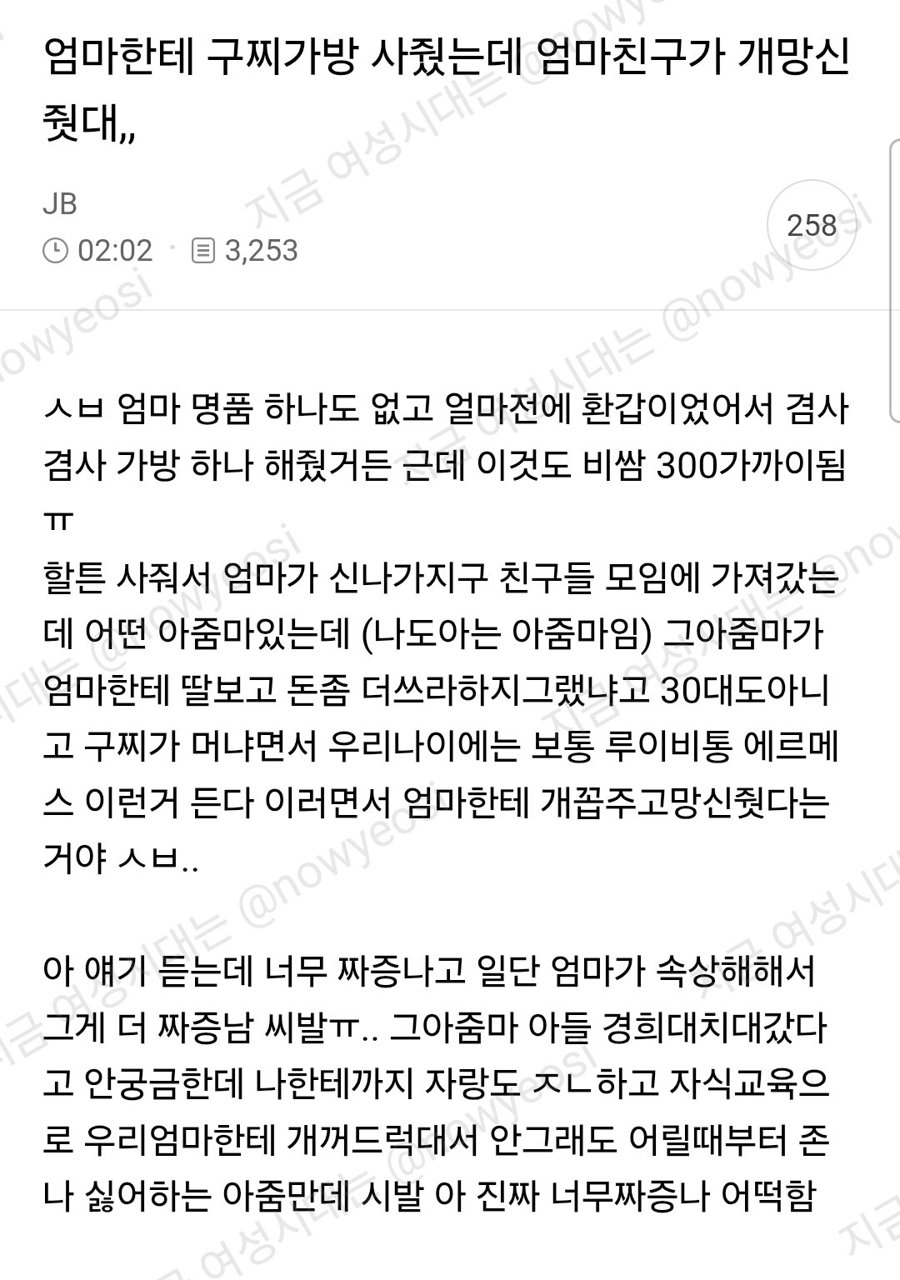 엄마한테 구찌가방 사줬는데 엄마친구가 개망신
줫대,,
JB
02:02 · 3,253
258
ㅅㅂ 엄마 명품 하나도 없고 얼마전에 환갑이었어서 겸사
겸사 가방 하나 해줬거든 근데 이것도 비쌈 300가까이됨
ㅠ
할튼 사줘서 엄마가 신나가지구 친구들 모임에 가져갔는
데 어떤 아줌마있는데 (나도아는 아줌마임) 그아줌마가
엄마한테 딸보고 돈좀 더쓰라하지그랬냐고 30대도아니
고 구찌가 머냐면서 우리나이에는 보통 루이비통 에르메
스 이런거 든다 이러면서 엄마한테 개꼽주고망신줫다는
거야 ㅅㅂ..
아 얘기 듣는데 너무 짜증나고 일단 엄마가 속상해해서
그게 더 짜증남 씨발ㅠ.. 그아줌마 아들 경희대치대갔다
고 안궁금한데 나한테까지 자랑도 ㅈㄴ하고 자식교육으
로 우리엄마한테 개꺼드럭대서 안그래도 어릴때부터 존
나 싫어하는 아줌만데 시발 아 진짜 너무짜증나 어떡함
지금 여성시대는 @nowyeosi